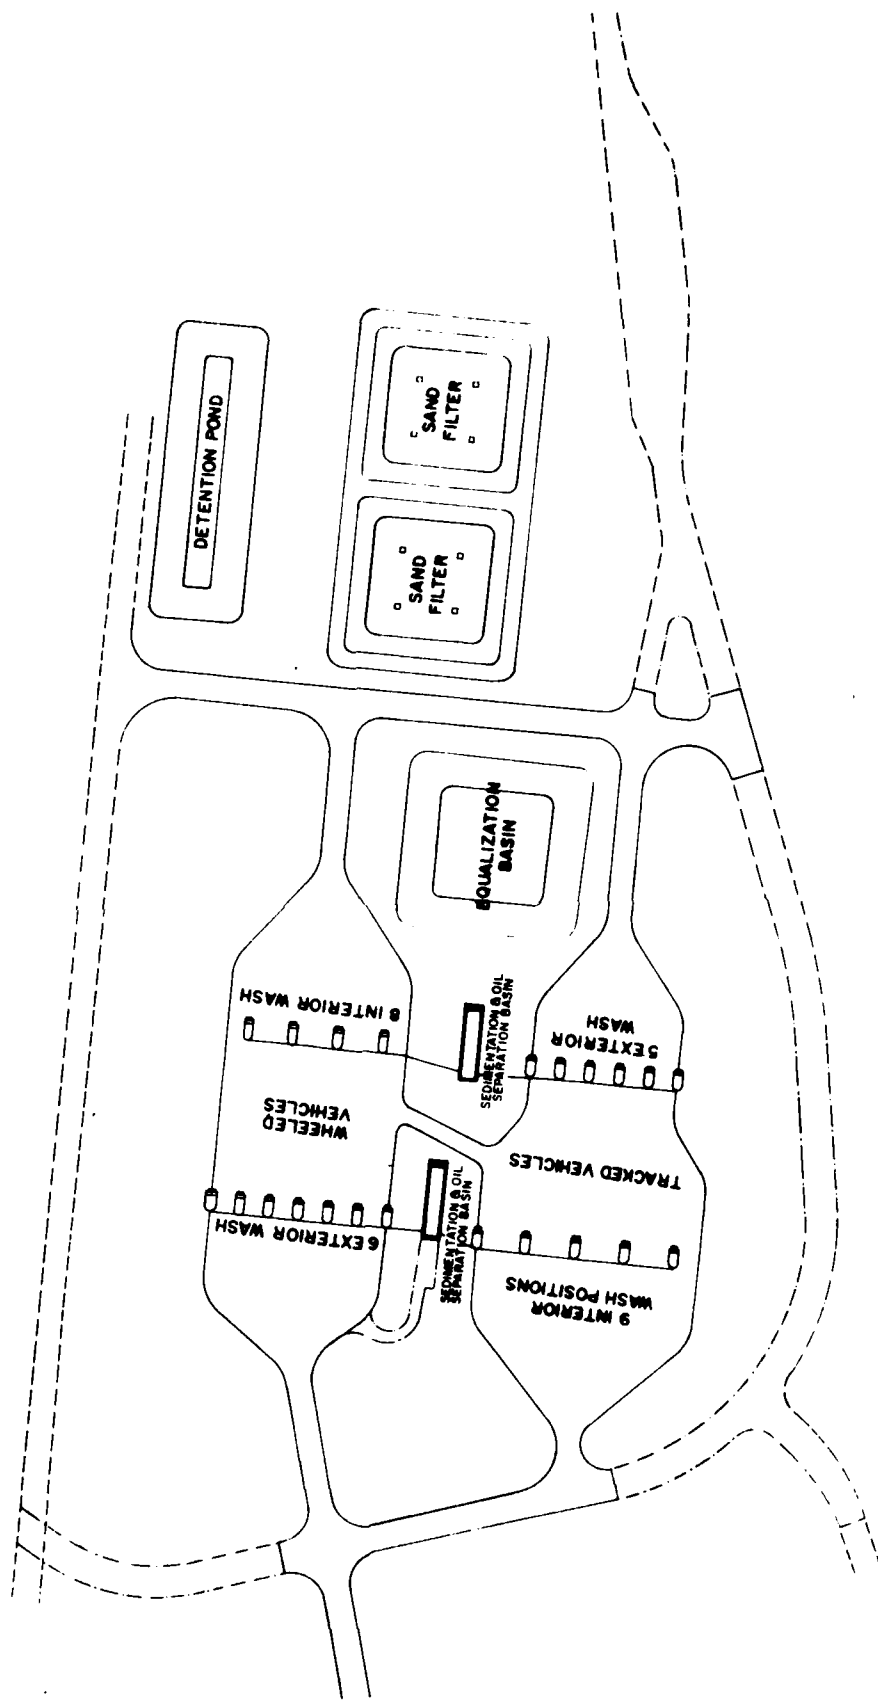 DETENTION POND
SAND
FILTER
SAND
FILTER
EQUALIZATION
BASIN
8 INTERIOR WASH
SEDIMENTATION & OIL
SEPARATION BASIN
5 EXTERIOR
WASH
WHEELED
VEHICLES
TRACKED VEHICLES
6 EXTERIOR WASH
SEDIMENTATION & OIL
SEPARATION BASIN
9 INTERIOR
WASH POSITIONS